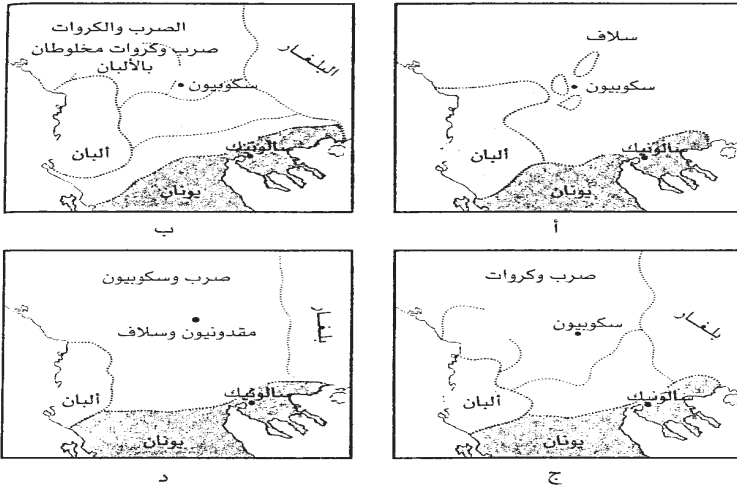 سلاف
سكوبيون
ألبان
سالونيك
يونان
أ
الصرب والكروات
صرب وكروات مخلوطان
بالألبان
البلغار
سكوبيون
ألبان
سالونيك
يونان
ب
صرب وكروات
بلغار
سكوبيون
ألبان
سالونيك
يونان
ج
صرب وسكوبيون
بلغار
مقدونيون وسلاف
ألبان
سالونيك
يونان
د